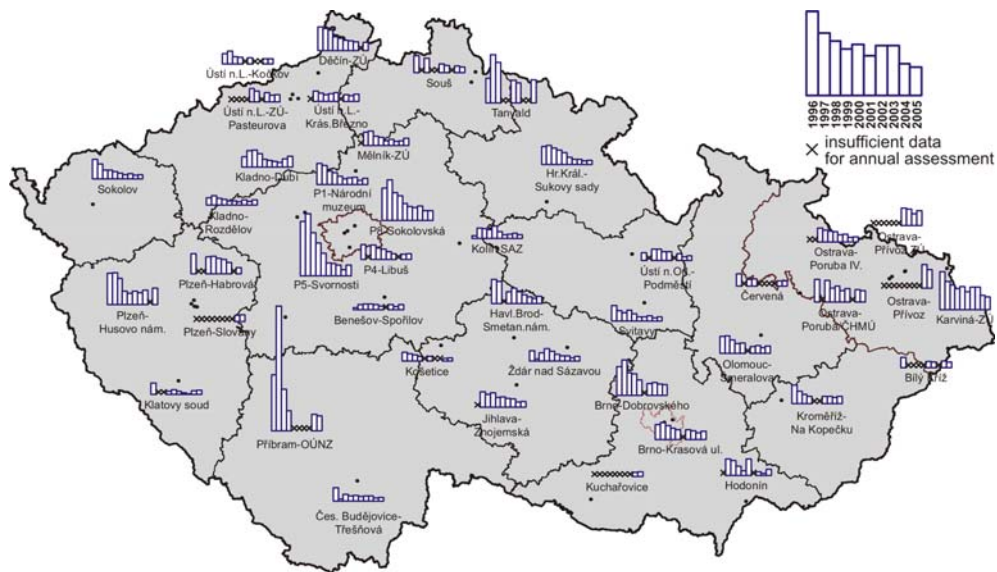 1996
1997
1998
1999
2000
2001
2002
2003
2004
2005
× insufficient data
for annual assessment
Děčín-ZÚ
Ústí n.L.-Kočkov
Souš
Ústí n.L.-ZÚ-
Pasteurova
Ústí n.L.-
Krás.Březno
Tanvald
Mělník-ZÚ
Sokolov
Kladno-Dubí
Hr.Král.-
Sukovy sady
P1-Národní
muzeum
Kladno-
Rozdělov
P8-Sokolovská
Kolín SAZ
Ostrava-
Přívoz ZÚ
Ostrava-
Poruba IV.
P4-Libuš
P5-Svornosti
Plzeň-Habrová
Ústí n.Or.-
Podměstí
Červená
Ostrava-
Přívoz
Plzeň-
Husovo nám.
Havl.Brod-
Smetan.nám.
Ostrava-
Poruba/ČHMÚ
Karviná-ZÚ
Benešov-Spořilov
Plzeň-Slovany
Svitavy
Košetice
Žďár nad Sázavou
Olomouc-
Šmeralova
Bílý Kříž
Klatovy soud
Brno-Dobrovského
Jihlava-
Znojemská
Kroměříž-
Na Kopečku
Příbram-OÚNZ
Brno-Krasová ul.
Kuchařovice
Hodonín
Čes. Budějovice-
Třešňová